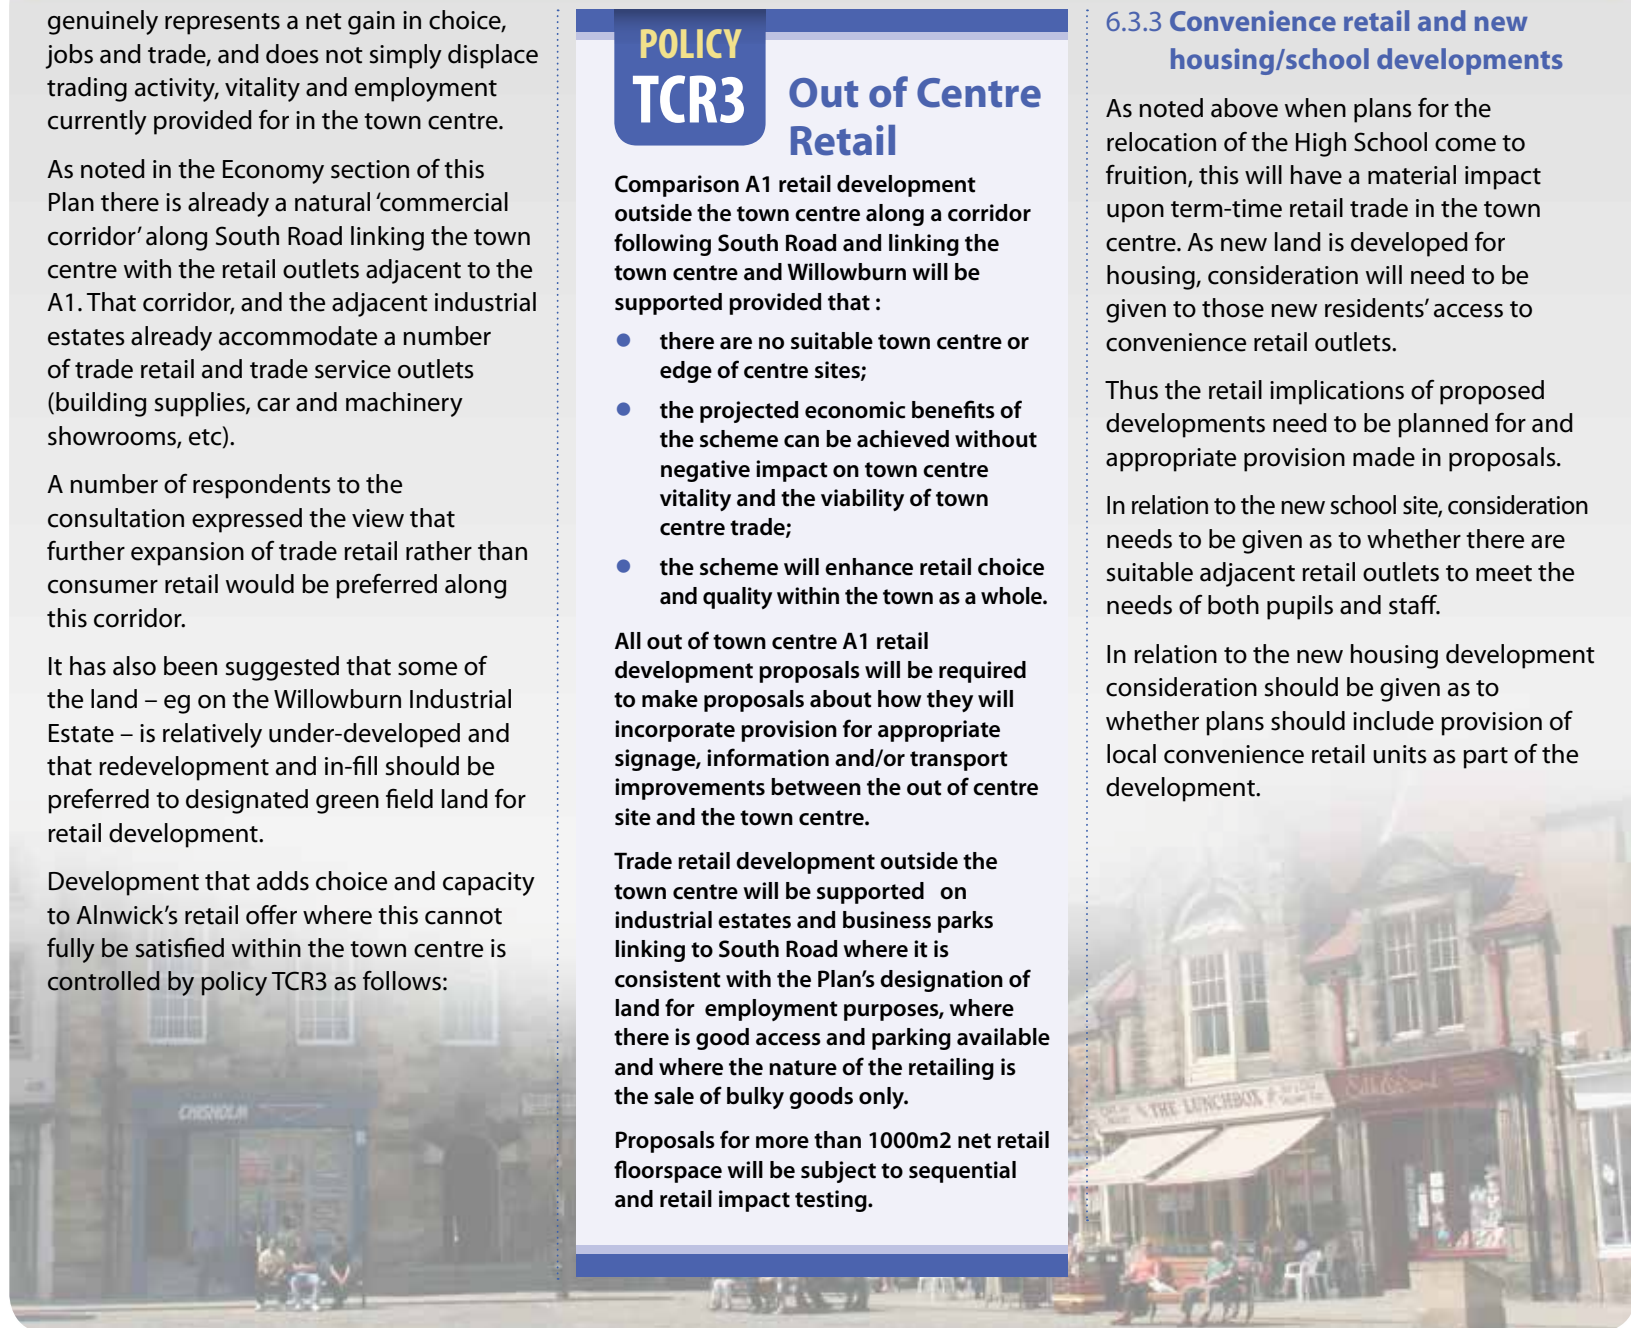 genuinely represents a net gain in choice,
jobs and trade, and does not simply displace
trading activity, vitality and employment
currently provided for in the town centre.
As noted in the Economy section of this
Plan there is already a natural ‘commercial
corridor’ along South Road linking the town
centre with the retail outlets adjacent to the
A1. That corridor, and the adjacent industrial
estates already accommodate a number
of trade retail and trade service outlets
(building supplies, car and machinery
showrooms, etc).
A number of respondents to the
consultation expressed the view that
further expansion of trade retail rather than
consumer retail would be preferred along
this corridor.
It has also been suggested that some of
the land – eg on the Willowburn Industrial
Estate – is relatively under-developed and
that redevelopment and in-fill should be
preferred to designated green field land for
retail development.
Development that adds choice and capacity
to Alnwick’s retail offer where this cannot
fully be satisfied within the town centre is
controlled by policy TCR3 as follows:
CHISHOLM
POLICY
TCR3
Out of Centre
Retail
Comparison A1 retail development
outside the town centre along a corridor
following South Road and linking the
town centre and Willowburn will be
supported provided that :
• there are no suitable town centre or
edge of centre sites;
• the projected economic benefits of
the scheme can be achieved without
negative impact on town centre
vitality and the viability of town
centre trade;
• the scheme will enhance retail choice
and quality within the town as a whole.
All out of town centre A1 retail
development proposals will be required
to make proposals about how they will
incorporate provision for appropriate
signage, information and/or transport
improvements between the out of centre
site and the town centre.
Trade retail development outside the
town centre will be supported on
industrial estates and business parks
linking to South Road where it is
consistent with the Plan’s designation of
land for employment purposes, where
there is good access and parking available
and where the nature of the retailing is
the sale of bulky goods only.
Proposals for more than 1000m2 net retail
floorspace will be subject to sequential
and retail impact testing.
6.3.3 Convenience retail and new
housing/school developments
As noted above when plans for the
relocation of the High School come to
fruition, this will have a material impact
upon term-time retail trade in the town
centre. As new land is developed for
housing, consideration will need to be
given to those new residents’ access to
convenience retail outlets.
Thus the retail implications of proposed
developments need to be planned for and
appropriate provision made in proposals.
In relation to the new school site, consideration
needs to be given as to whether there are
suitable adjacent retail outlets to meet the
needs of both pupils and staff.
In relation to the new housing development
consideration should be given as to
whether plans should include provision of
local convenience retail units as part of the
development.
THE LUNCHBOX